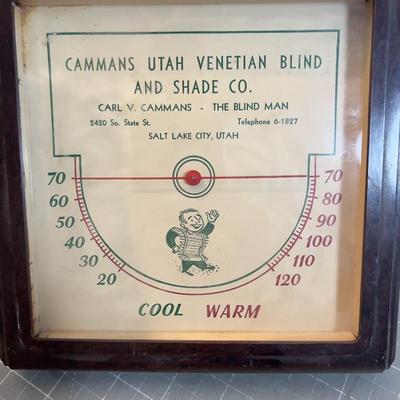 CAMMANS UTAH VENETIAN BLIND
AND SHADE CO.
CARL V. CAMMANS - THE BLIND MAN
2420 So. State St. Telephone 6-1827
SALT LAKE CITY, UTAH
70 70
60 80
50 90
40 100
30 110
20 120
COOL WARM